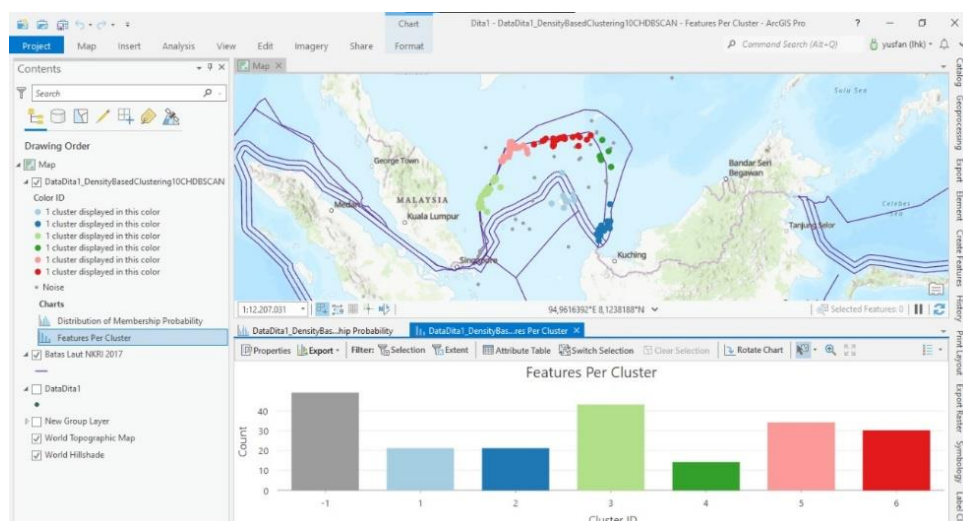 Chart
Dita1 - DataDita1_DensityBasedClustering10CHDBSCAN - Features Per Cluster - ArcGIS Pro
? — X
Project Map Insert Analysis View Edit Imagery Share Format
Command Search (Alt+Q)
yusfan (lhk)
Contents
Map ×
Search
Drawing Order
Map
DataDita1_DensityBasedClustering10CHDBSCAN
Color ID
1 cluster displayed in this color
1 cluster displayed in this color
1 cluster displayed in this color
1 cluster displayed in this color
1 cluster displayed in this color
1 cluster displayed in this color
Noise
Charts
Distribution of Membership Probability
Features Per Cluster
Batas Laut NKRI 2017
DataDita1
New Group Layer
World Topographic Map
World Hillshade
Sulu Sea
George Town
Bandar Seri
Begawan
Medan
MALAYSIA
Kuala Lumpur
Celebes
Sea
Tanjung Selor
Singapore
Kuching
1:12.207.031
94,9616392°E 8,1238188°N
Selected Features: 0
DataDita1_DensityBas...hip Probability
DataDita1_DensityBas...res Per Cluster ×
Properties Export Filter: Selection Extent Attribute Table Switch Selection Clear Selection Rotate Chart
Features Per Cluster
Count
40
30
20
10
0
-1 1 2 3 4 5 6
Cluster ID
Catalog
Geoprocessing
Export
Element
Create Features
History
Print Layout
Export Raster
Symbology